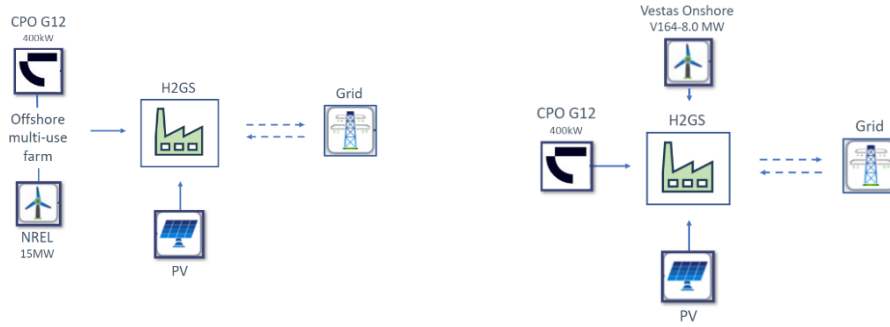 CPO G12
400kW
Offshore
multi-use
farm
NREL
15MW
H2GS
PV
Grid
Vestas Onshore
V164-8.0 MW
CPO G12
400kW
H2GS
PV
Grid